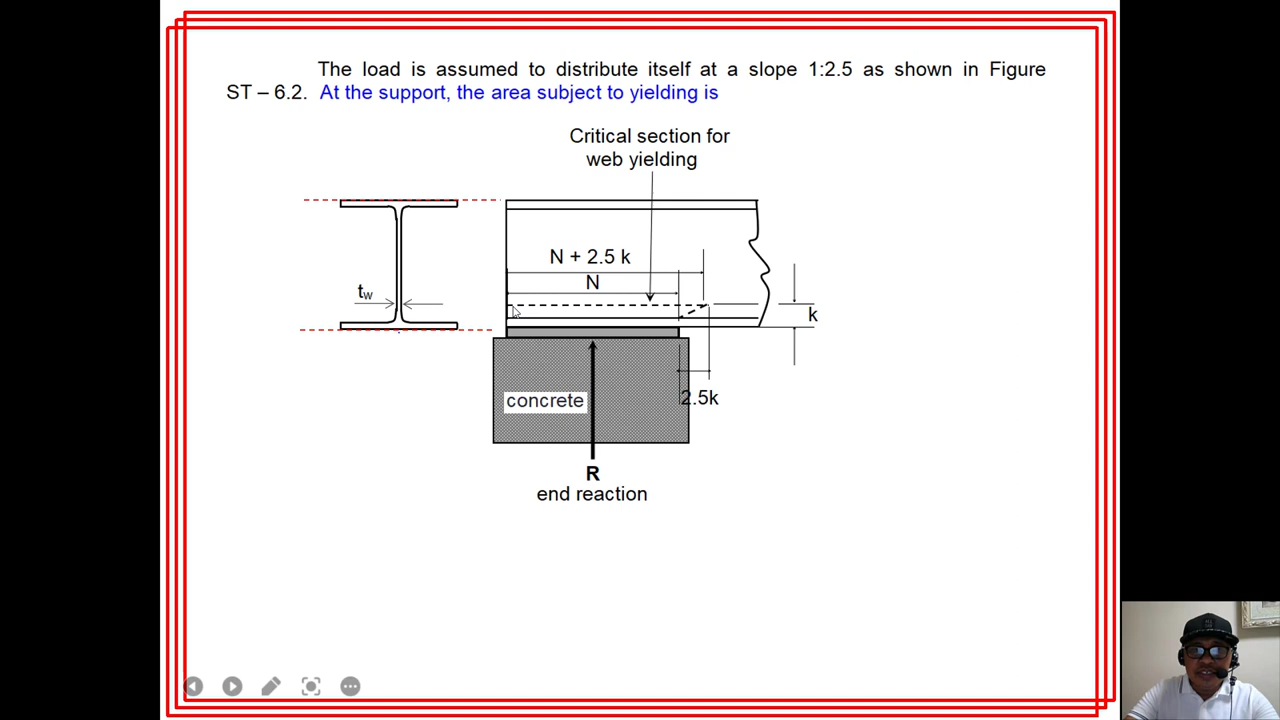 The load is assumed to distribute itself at a slope 1:2.5 as shown in Figure
ST – 6.2. At the support, the area subject to yielding is
Critical section for
web yielding
N + 2.5 k
N
tw
k
concrete
2.5k
R
end reaction